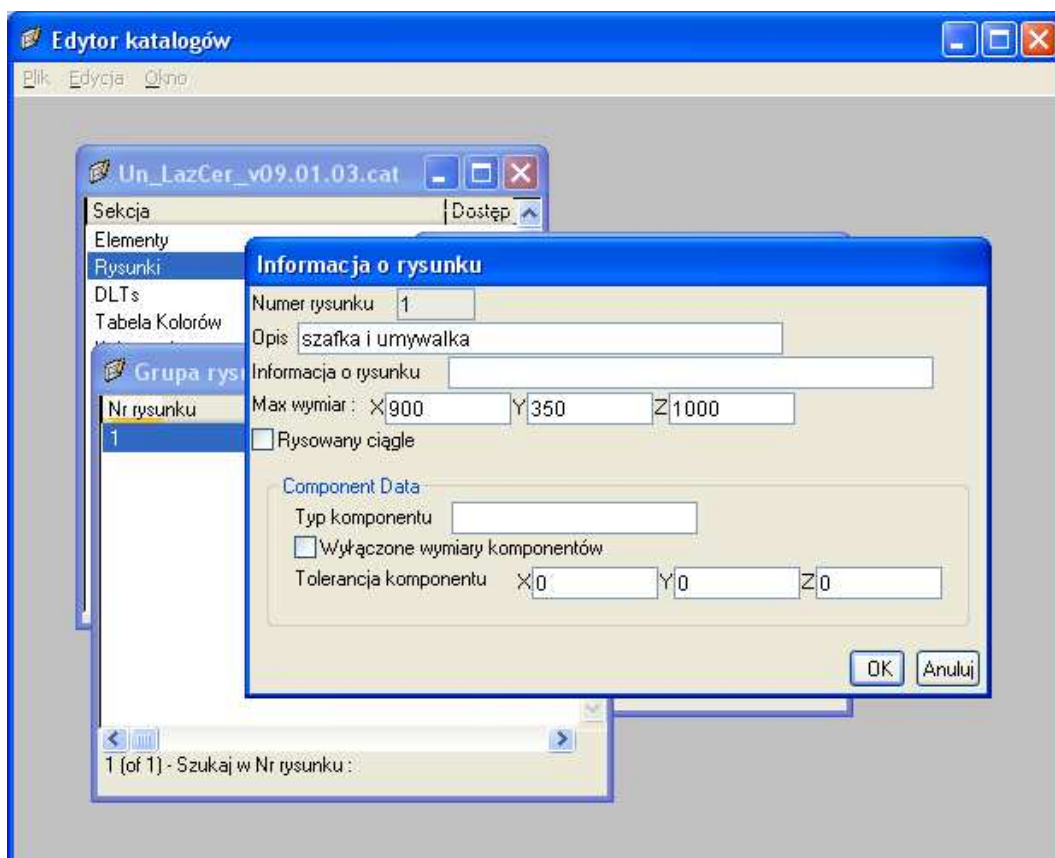 Edytor katalogów
Plik Edycja Okno
Un_LazCer_v09.01.03.cat
Sekcja Dostęp
Elementy
Rysunki
DLTs
Tabela Kolorów
Grupa rysu
Nr rysunku
1
1 (of 1) - Szukaj w Nr rysunku :
Informacja o rysunku
Numer rysunku 1
Opis szafka i umywalka
Informacja o rysunku
Max wymiar : X 900 Y 350 Z 1000
Rysowany ciągle
Component Data
Typ komponentu
Wyłączone wymiary komponentów
Tolerancja komponentu X 0 Y 0 Z 0
OK Anuluj